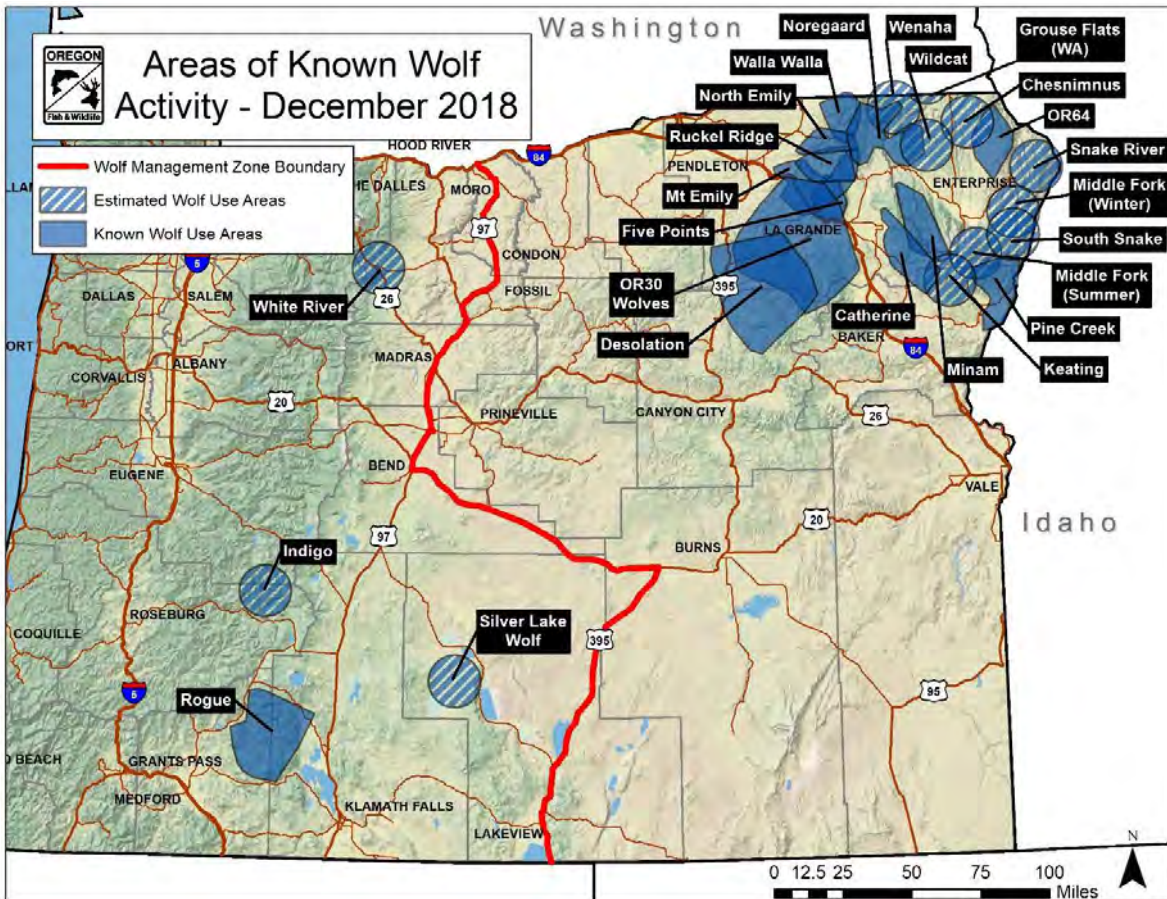 Washington
OREGON
Fish & Wildlife
Areas of Known Wolf
Activity - December 2018
Wolf Management Zone Boundary
Estimated Wolf Use Areas
Known Wolf Use Areas
Noregaard
Wenaha
Grouse Flats
(WA)
Walla Walla
Wildcat
Chesnimnus
North Emily
OR64
Ruckel Ridge
Snake River
Mt Emily
Middle Fork
(Winter)
Five Points
South Snake
OR30
Wolves
Middle Fork
(Summer)
Desolation
Catherine
Pine Creek
Minam
Keating
White River
Indigo
Silver Lake
Wolf
Rogue
HOOD RIVER
84
HE DALLES
MORO
97
PENDLETON
ENTERPRISE
LA GRANDE
CONDON
395
FOSSIL
5
DALLAS
SALEM
26
BAKER
84
ORT
ALBANY
MADRAS
CORVALLIS
20
PRINEVILLE
CANYON CITY
26
EUGENE
BEND
VALE
97
20
Idaho
BURNS
ROSEBURG
COQUILLE
395
5
95
D BEACH
GRANTS PASS
MEDFORD
KLAMATH FALLS
LAKEVIEW
N
0 12.5 25 50 75 100
Miles